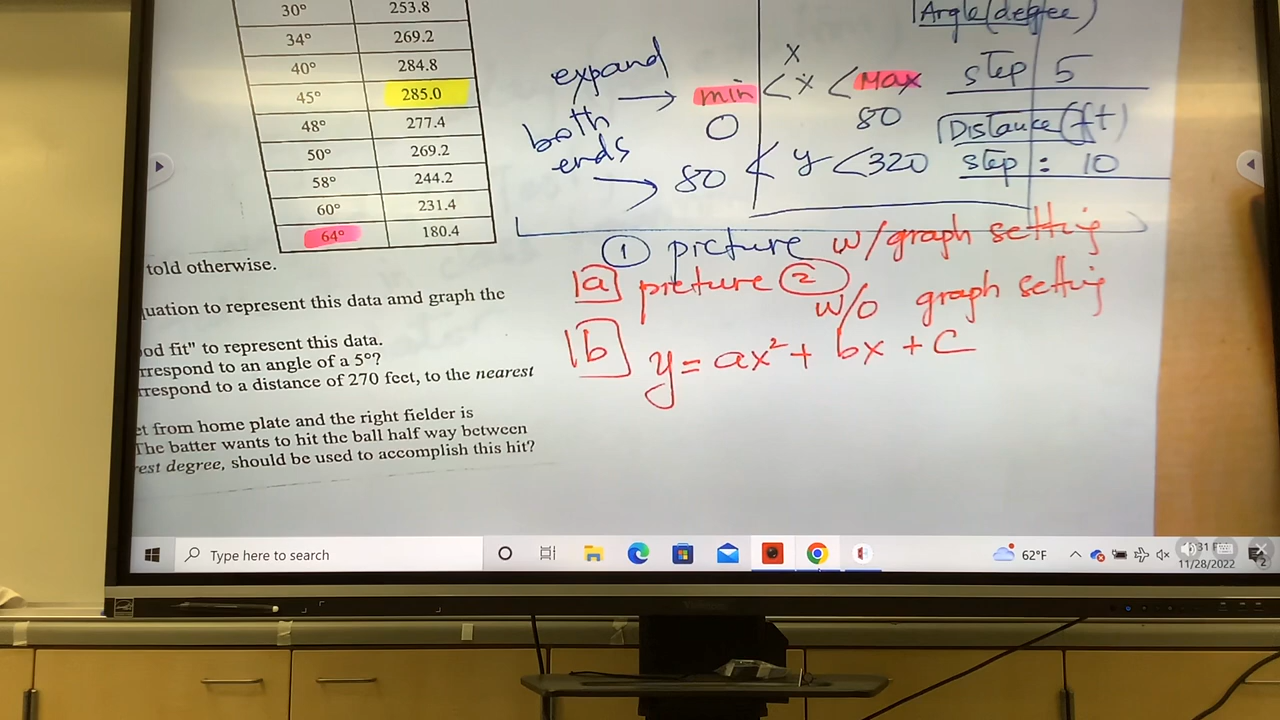 30° 253.8
34° 269.2
40° 284.8
45° 285.0
48° 277.4
50° 269.2
58° 244.2
60° 231.4
64° 180.4
told otherwise.
uation to represent this data amd graph the
od fit" to represent this data.
rrespond to an angle of a 5°?
rrespond to a distance of 270 feet, to the nearest
et from home plate and the right fielder is
The batter wants to hit the ball half way between
est degree, should be used to accomplish this hit?
Angle (degree)
expand
both
ends
X
min < x < Max
step 5
0
80
Distance (ft)
80 < y < 320
step : 10
① picture w/graph setting
1a picture ②
w/o graph setting
1b y = ax² + bx + C
Type here to search
62°F
11/28/2022
2